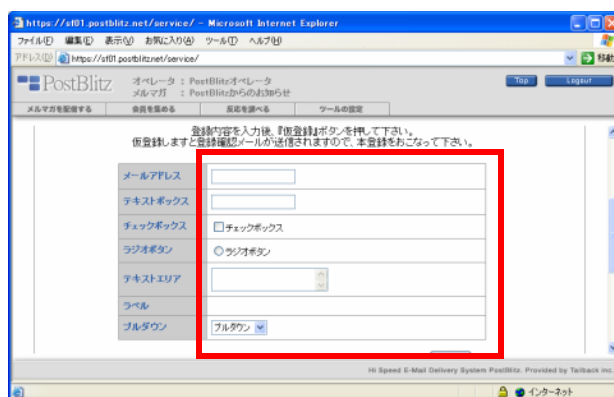 https://sf01.postblitz.net/service/ - Microsoft Internet Explorer
ファイル(F) 編集(E) 表示(V) お気に入り(A) ツール(T) ヘルプ(H)
アドレス(D) https://sf01.postblitz.net/service/ 移動
PostBlitz オペレータ : PostBlitzオペレータ Top Logout
メルマガ : PostBlitzからのお知らせ
メルマガを配信する 会員を集める 反応を調べる ツールの設定
登録内容を入力後、『仮登録』ボタンを押して下さい。
仮登録しますと登録確認メールが送信されますので、本登録をおこなって下さい。
メールアドレス
テキストボックス
チェックボックス チェックボックス
ラジオボタン ラジオボタン
テキストエリア
ラベル
プルダウン プルダウン
Hi Speed E-Mail Delivery System PostBlitz. Provided by Tailback inc.
インターネット